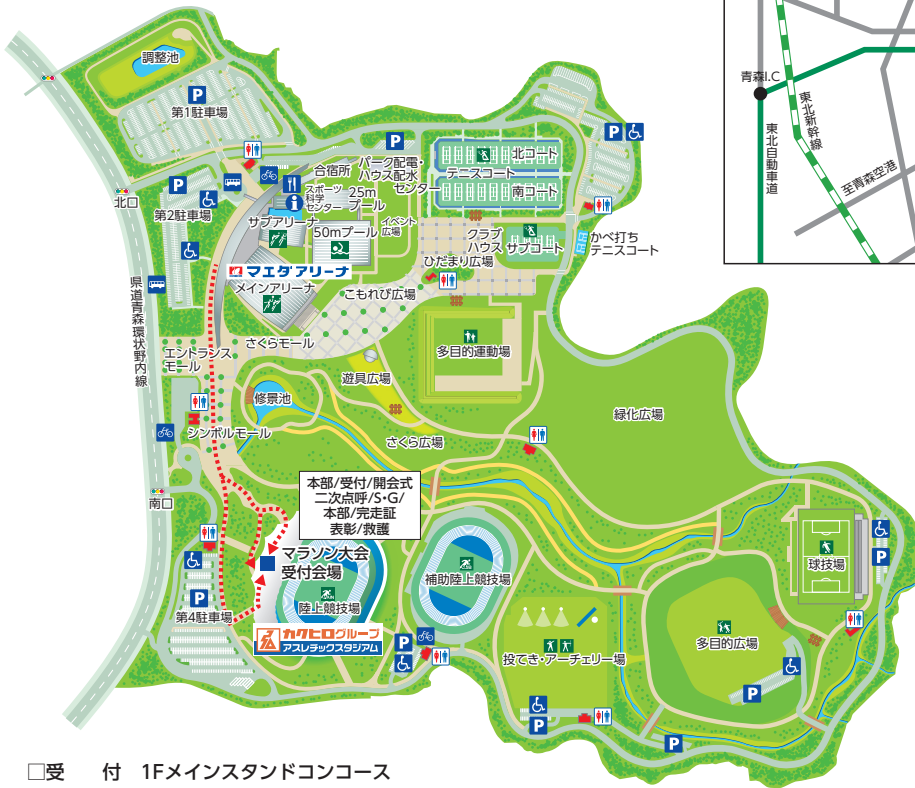 調整池
P
第1駐車場
北口
P
第2駐車場
県道青森環状野内線
合宿所
パーク
ハウス
配電・
配水
センター
P
スポーツ
科学
センター
25m
プール
サブアリーナ
50mプール
イベント
広場
マエダアリーナ
メインアリーナ
北コート
テニスコート
南コート
P
クラブ
ハウス
サブコート
かべ打ち
テニスコート
ひだまり広場
こもれび広場
さくらモール
エントランス
モール
多目的運動場
遊具広場
修景池
シンボルモール
さくら広場
緑化広場
南口
本部/受付/開会式
二次点呼/S・G/
本部/完走証
表彰/救護
マラソン大会
受付会場
陸上競技場
補助陸上競技場
球技場
P
P
第4駐車場
カクヒログループ
アスレチックスタジアム
P
投てき・アーチェリー場
多目的広場
P
P
P
青森I.C
東北新幹線
東北自動車道
至青森空港
□受　付　1Fメインスタンドコンコース